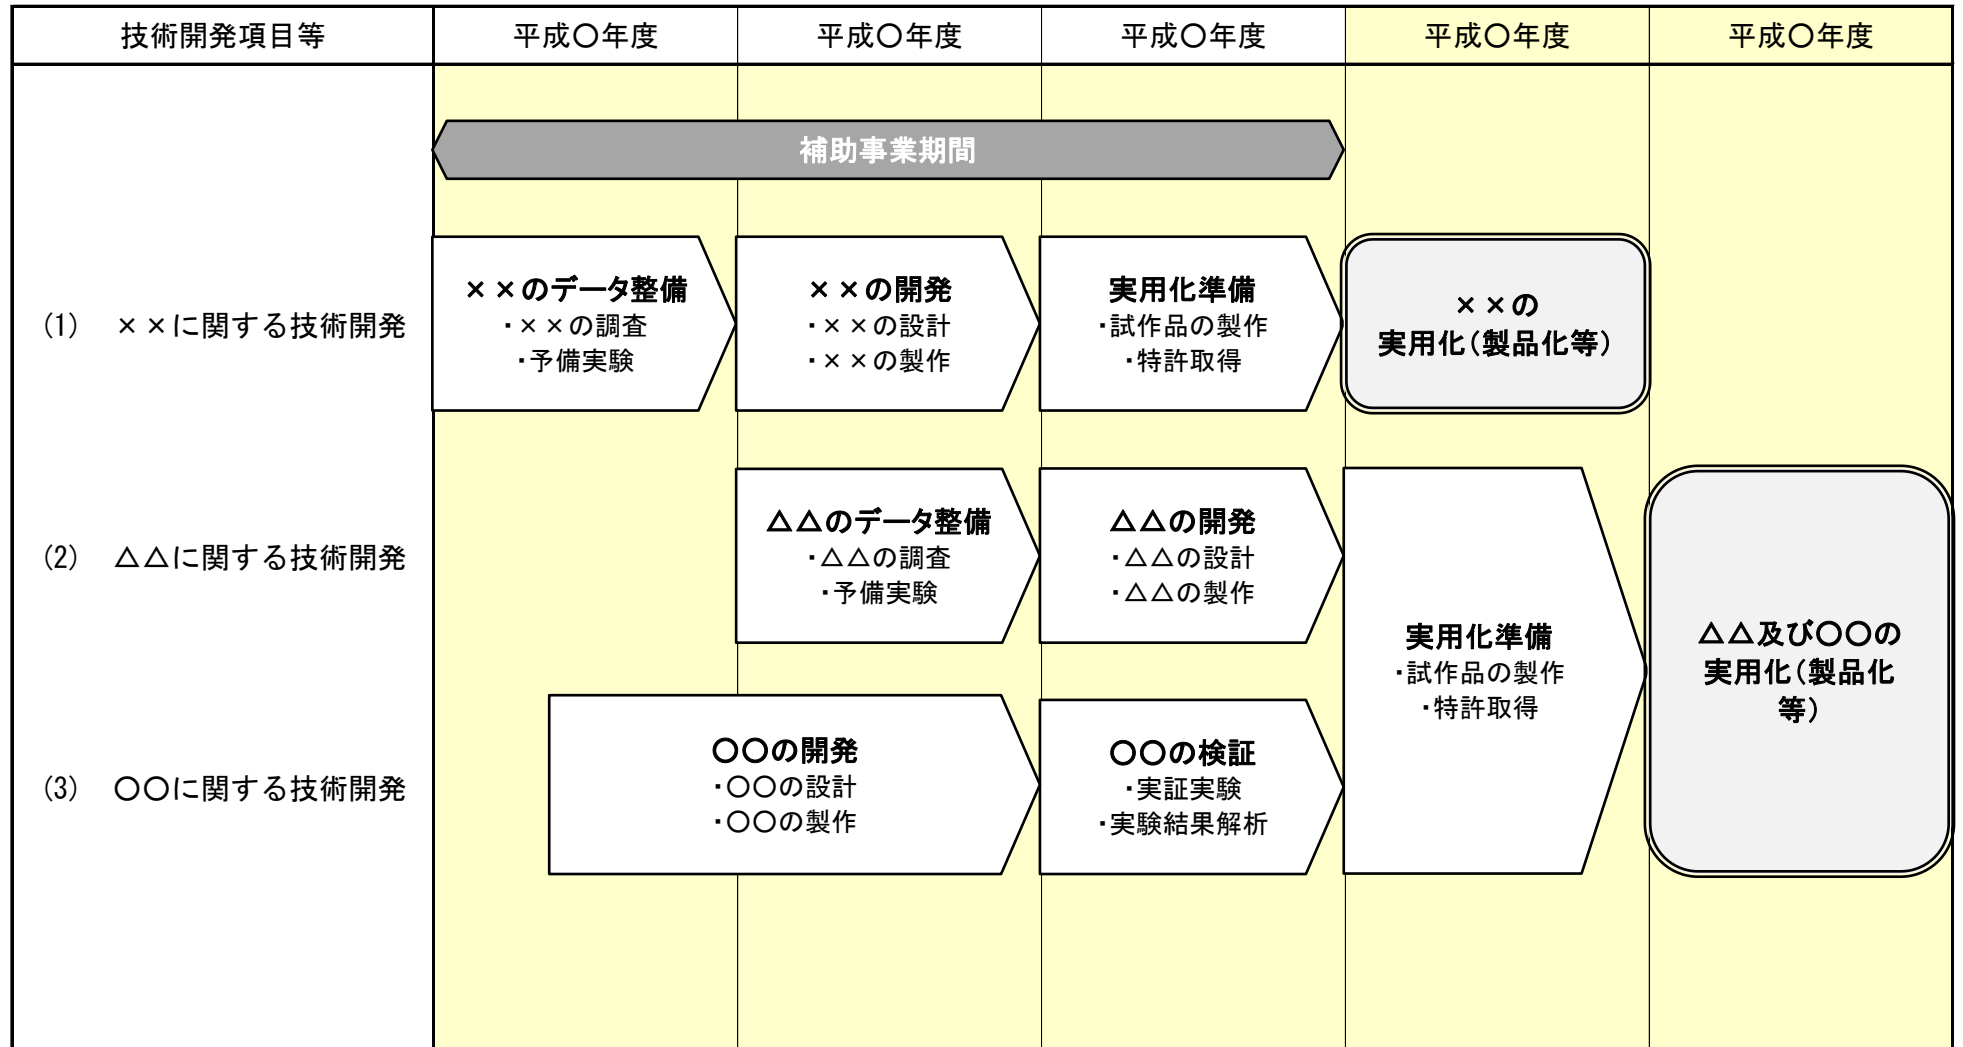 技術開発項目等
平成〇年度
平成〇年度
平成〇年度
平成〇年度
平成〇年度
補助事業期間
(1) ××に関する技術開発
××のデータ整備
・××の調査
・予備実験
××の開発
・××の設計
・××の製作
実用化準備
・試作品の製作
・特許取得
××の
実用化(製品化等)
(2) △△に関する技術開発
△△のデータ整備
・△△の調査
・予備実験
△△の開発
・△△の設計
・△△の製作
実用化準備
・試作品の製作
・特許取得
△△及び〇〇の
実用化(製品化
等)
(3) 〇〇に関する技術開発
〇〇の開発
・〇〇の設計
・〇〇の製作
〇〇の検証
・実証実験
・実験結果解析